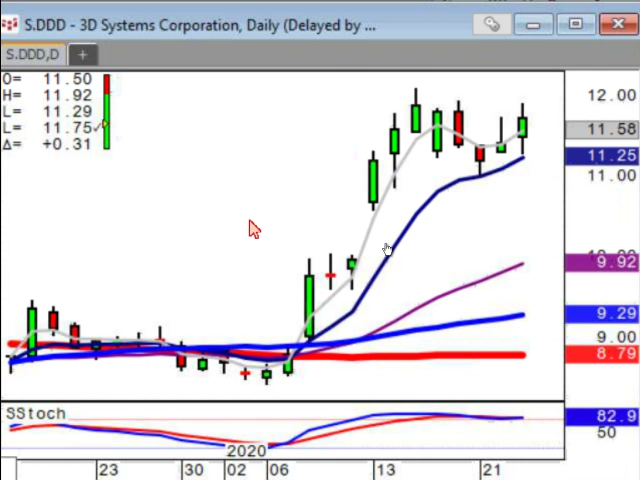 S.DDD - 3D Systems Corporation, Daily (Delayed by ...
S.DDD,D
+
O= 11.50
H= 11.92
L= 11.29
L= 11.75✓
Δ= +0.31
12.00
11.58
11.25
11.00
9.92
9.29
9.00
8.79
SStoch
82.9
50
2020
23
30
02
06
13
21